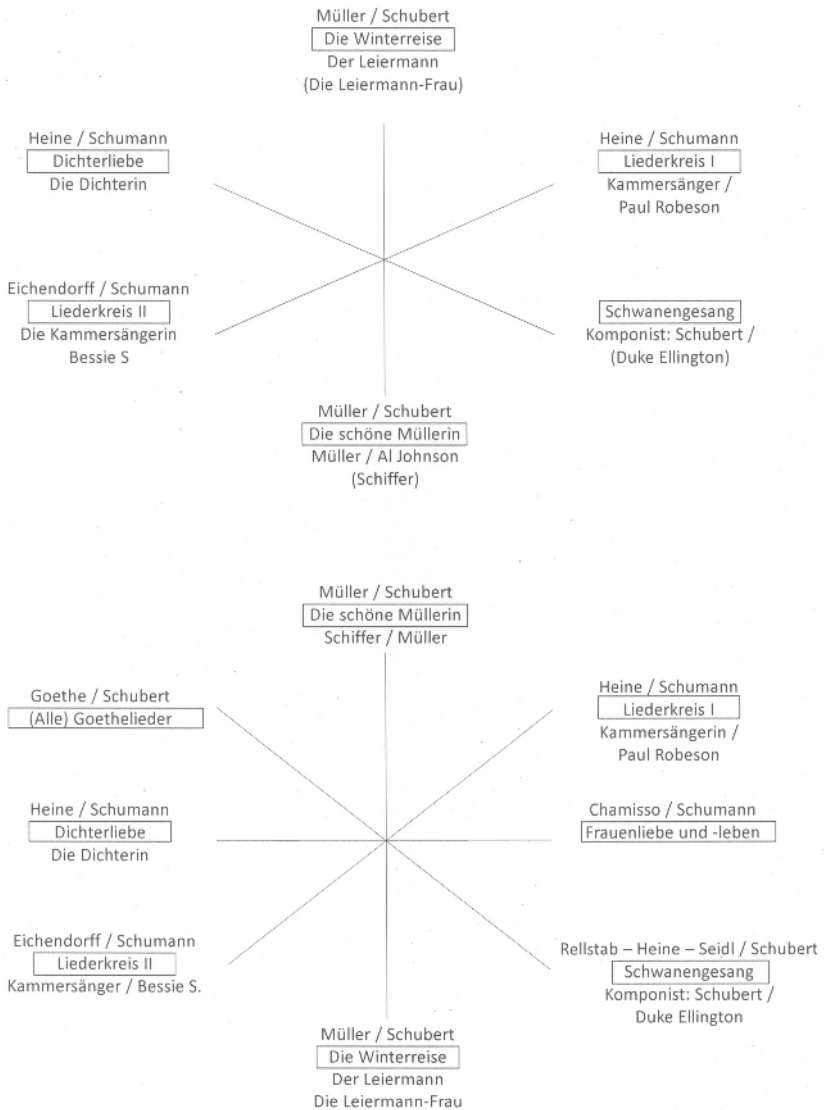 Müller / Schubert
Die Winterreise
Der Leiermann
(Die Leiermann-Frau)
Heine / Schumann
Dichterliebe
Die Dichterin
Heine / Schumann
Liederkreis I
Kammersänger /
Paul Robeson
Eichendorff / Schumann
Liederkreis II
Die Kammersängerin
Bessie S
Schwanengesang
Komponist: Schubert /
(Duke Ellington)
Müller / Schubert
Die schöne Müllerin
Müller / Al Johnson
(Schiffer)
Müller / Schubert
Die schöne Müllerin
Schiffer / Müller
Goethe / Schubert
(Alle) Goethelieder
Heine / Schumann
Liederkreis I
Kammersängerin /
Paul Robeson
Heine / Schumann
Dichterliebe
Die Dichterin
Chamisso / Schumann
Frauenliebe und -leben
Eichendorff / Schumann
Liederkreis II
Kammersänger / Bessie S.
Rellstab – Heine – Seidl / Schubert
Schwanengesang
Komponist: Schubert /
Duke Ellington
Müller / Schubert
Die Winterreise
Der Leiermann
Die Leiermann-Frau